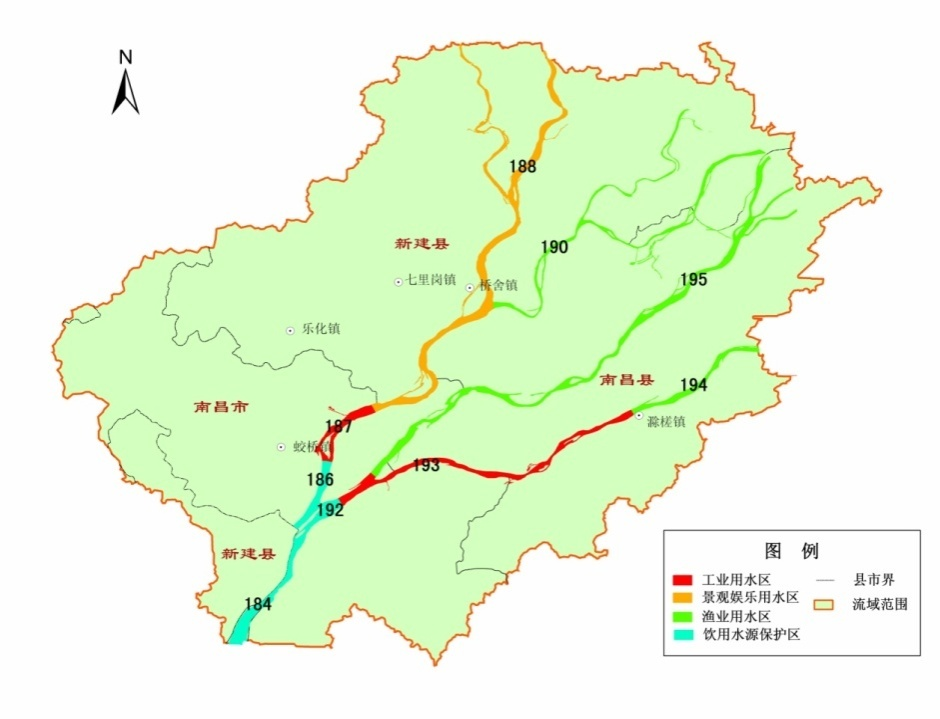 N
188
新建县
190
七里岗镇
桥舍镇
195
乐化镇
南昌县
194
南昌市
滁槎镇
187
蛟桥镇
193
186
192
新建县
184
图 例
工业用水区
县市界
景观娱乐用水区
流域范围
渔业用水区
饮用水源保护区